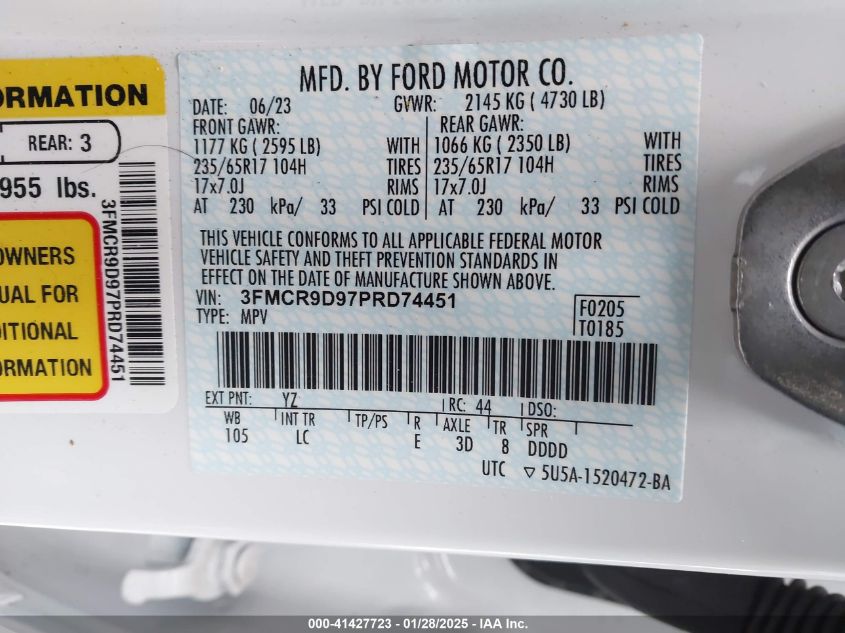 ORMATION
REAR: 3
955 lbs.
3FMCR9D97PRD74451
OWNERS
UAL FOR
DITIONAL
ORMATION
MFD. BY FORD MOTOR CO.
DATE: 06/23 GVWR: 2145 KG ( 4730 LB)
FRONT GAWR: REAR GAWR:
1177 KG ( 2595 LB) WITH 1066 KG ( 2350 LB) WITH
235/65R17 104H TIRES 235/65R17 104H TIRES
17x7.0J RIMS 17x7.0J RIMS
AT 230 kPa/ 33 PSI COLD AT 230 kPa/ 33 PSI COLD
THIS VEHICLE CONFORMS TO ALL APPLICABLE FEDERAL MOTOR
VEHICLE SAFETY AND THEFT PREVENTION STANDARDS IN
EFFECT ON THE DATE OF MANUFACTURE SHOWN ABOVE.
VIN: 3FMCR9D97PRD74451
TYPE: MPV
F0205
T0185
EXT PNT: YZ RC: 44 DSO:
WB INT TR TP/PS R AXLE TR SPR
105 LC E 3D 8 DDDD
UTC ▽ 5U5A-1520472-BA
000-41427723 - 01/28/2025 - IAA Inc.